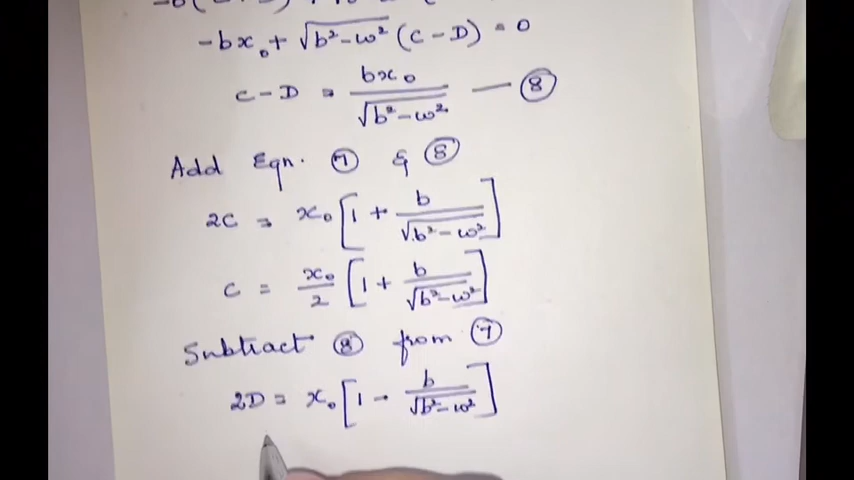 -bx₀ + √(b²-ω²) (C-D) = 0
C-D = bx₀/√(b²-ω²) — ⑧
Add Eqn. ⑦ & ⑧
2C = x₀ [1 + b/√(b²-ω²)]
C = x₀/2 [1 + b/√(b²-ω²)]
Subtract ⑧ from ⑦
2D = x₀ [1 - b/√(b²-ω²)]